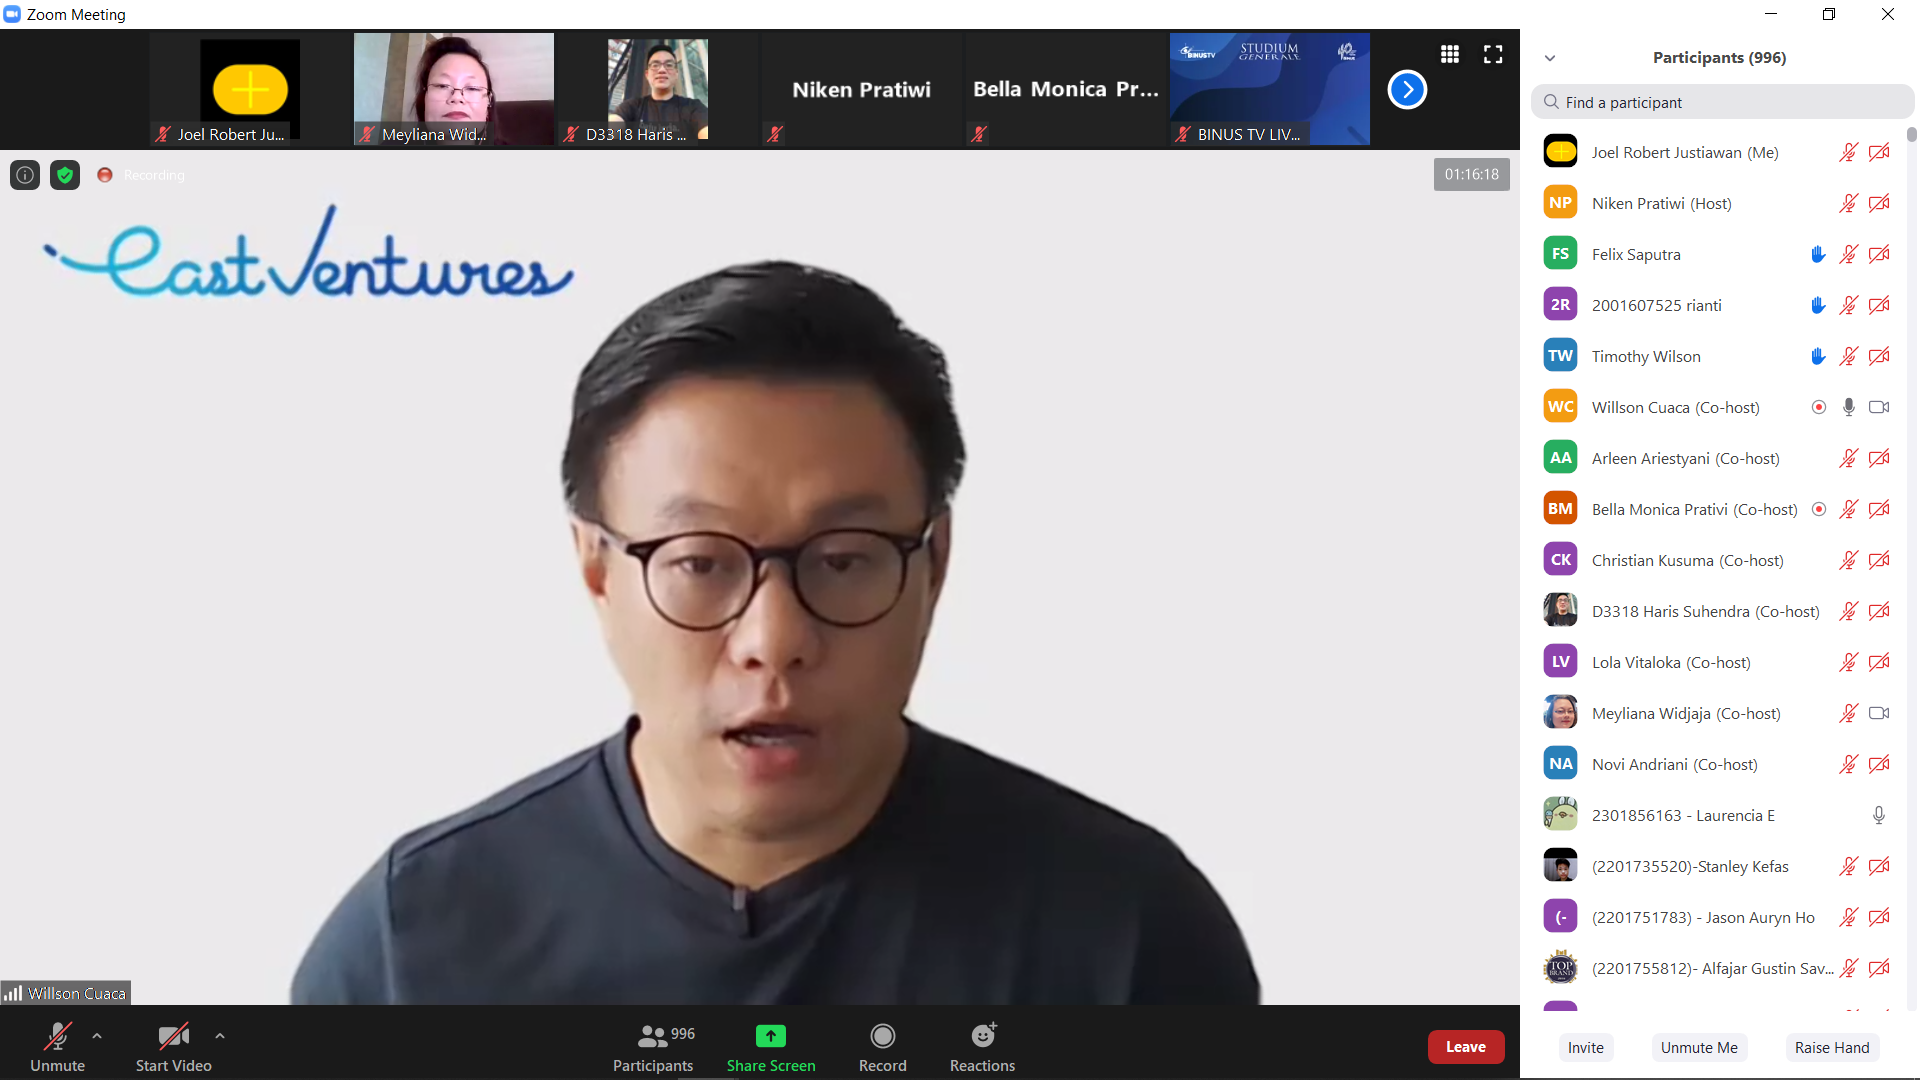 Zoom Meeting
Joel Robert Ju...
Meyliana Wid...
D3318 Haris ...
Niken Pratiwi
Bella Monica Pr...
BINUSTV
STUDIUM
GENERALE
BINUS TV LIV...
Recording
01:16:18
East Ventures
Willson Cuaca
Unmute
Start Video
996
Participants
Share Screen
Record
Reactions
Leave
Participants (996)
Find a participant
Joel Robert Justiawan (Me)
NP
Niken Pratiwi (Host)
FS
Felix Saputra
2R
2001607525 rianti
TW
Timothy Wilson
WC
Willson Cuaca (Co-host)
AA
Arleen Ariestyani (Co-host)
BM
Bella Monica Prativi (Co-host)
CK
Christian Kusuma (Co-host)
D3318 Haris Suhendra (Co-host)
LV
Lola Vitaloka (Co-host)
Meyliana Widjaja (Co-host)
NA
Novi Andriani (Co-host)
2301856163 - Laurencia E
(2201735520)-Stanley Kefas
(-
(2201751783) - Jason Auryn Ho
TOP
BRAND
(2201755812)- Alfajar Gustin Sav...
Invite
Unmute Me
Raise Hand